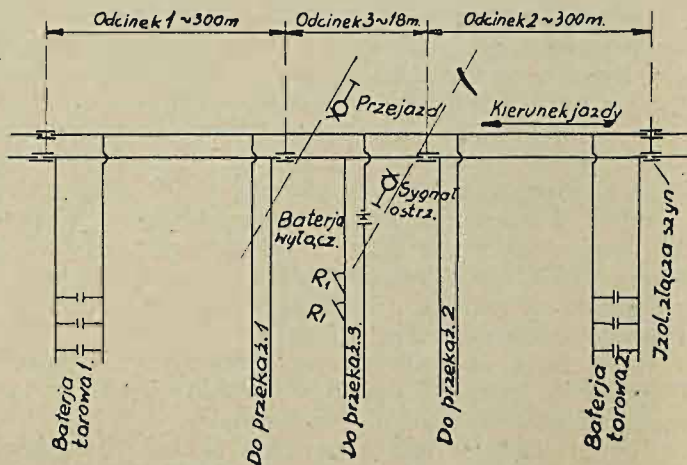 Odcinek 1 ~ 300m
Odcinek 3 ~ 18m.
Odcinek 2 ~ 300m.
Przejazd
Kierunek jazdy
Sygnał
ostrz.
Baterja
wyłącz.
R₁
R₁
Izol. złącza szyn
Baterja
torowa 1.
Do przekaź. 1
Do przekaź. 3.
Do przekaź. 2
Baterja
torowa 2